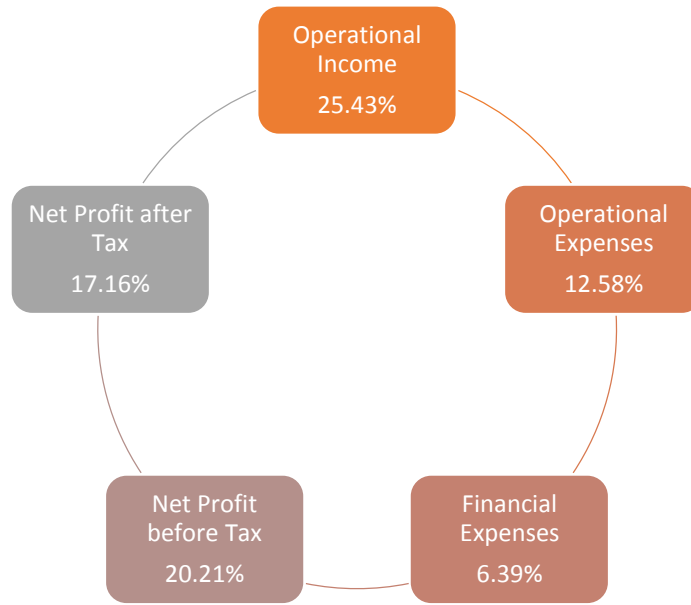 Operational
Income
25.43%
Operational
Expenses
12.58%
Financial
Expenses
6.39%
Net Profit
before Tax
20.21%
Net Profit after
Tax
17.16%